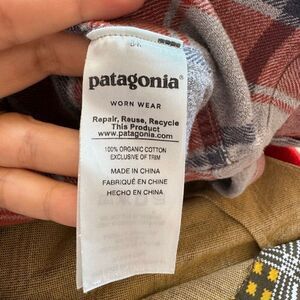 patagonia®
WORN WEAR
Repair, Reuse, Recycle
This Product
www.patagonia.com
100% ORGANIC COTTON
EXCLUSIVE OF TRIM
MADE IN CHINA
FABRIQUÉ EN CHINE
HECHO EN CHINA